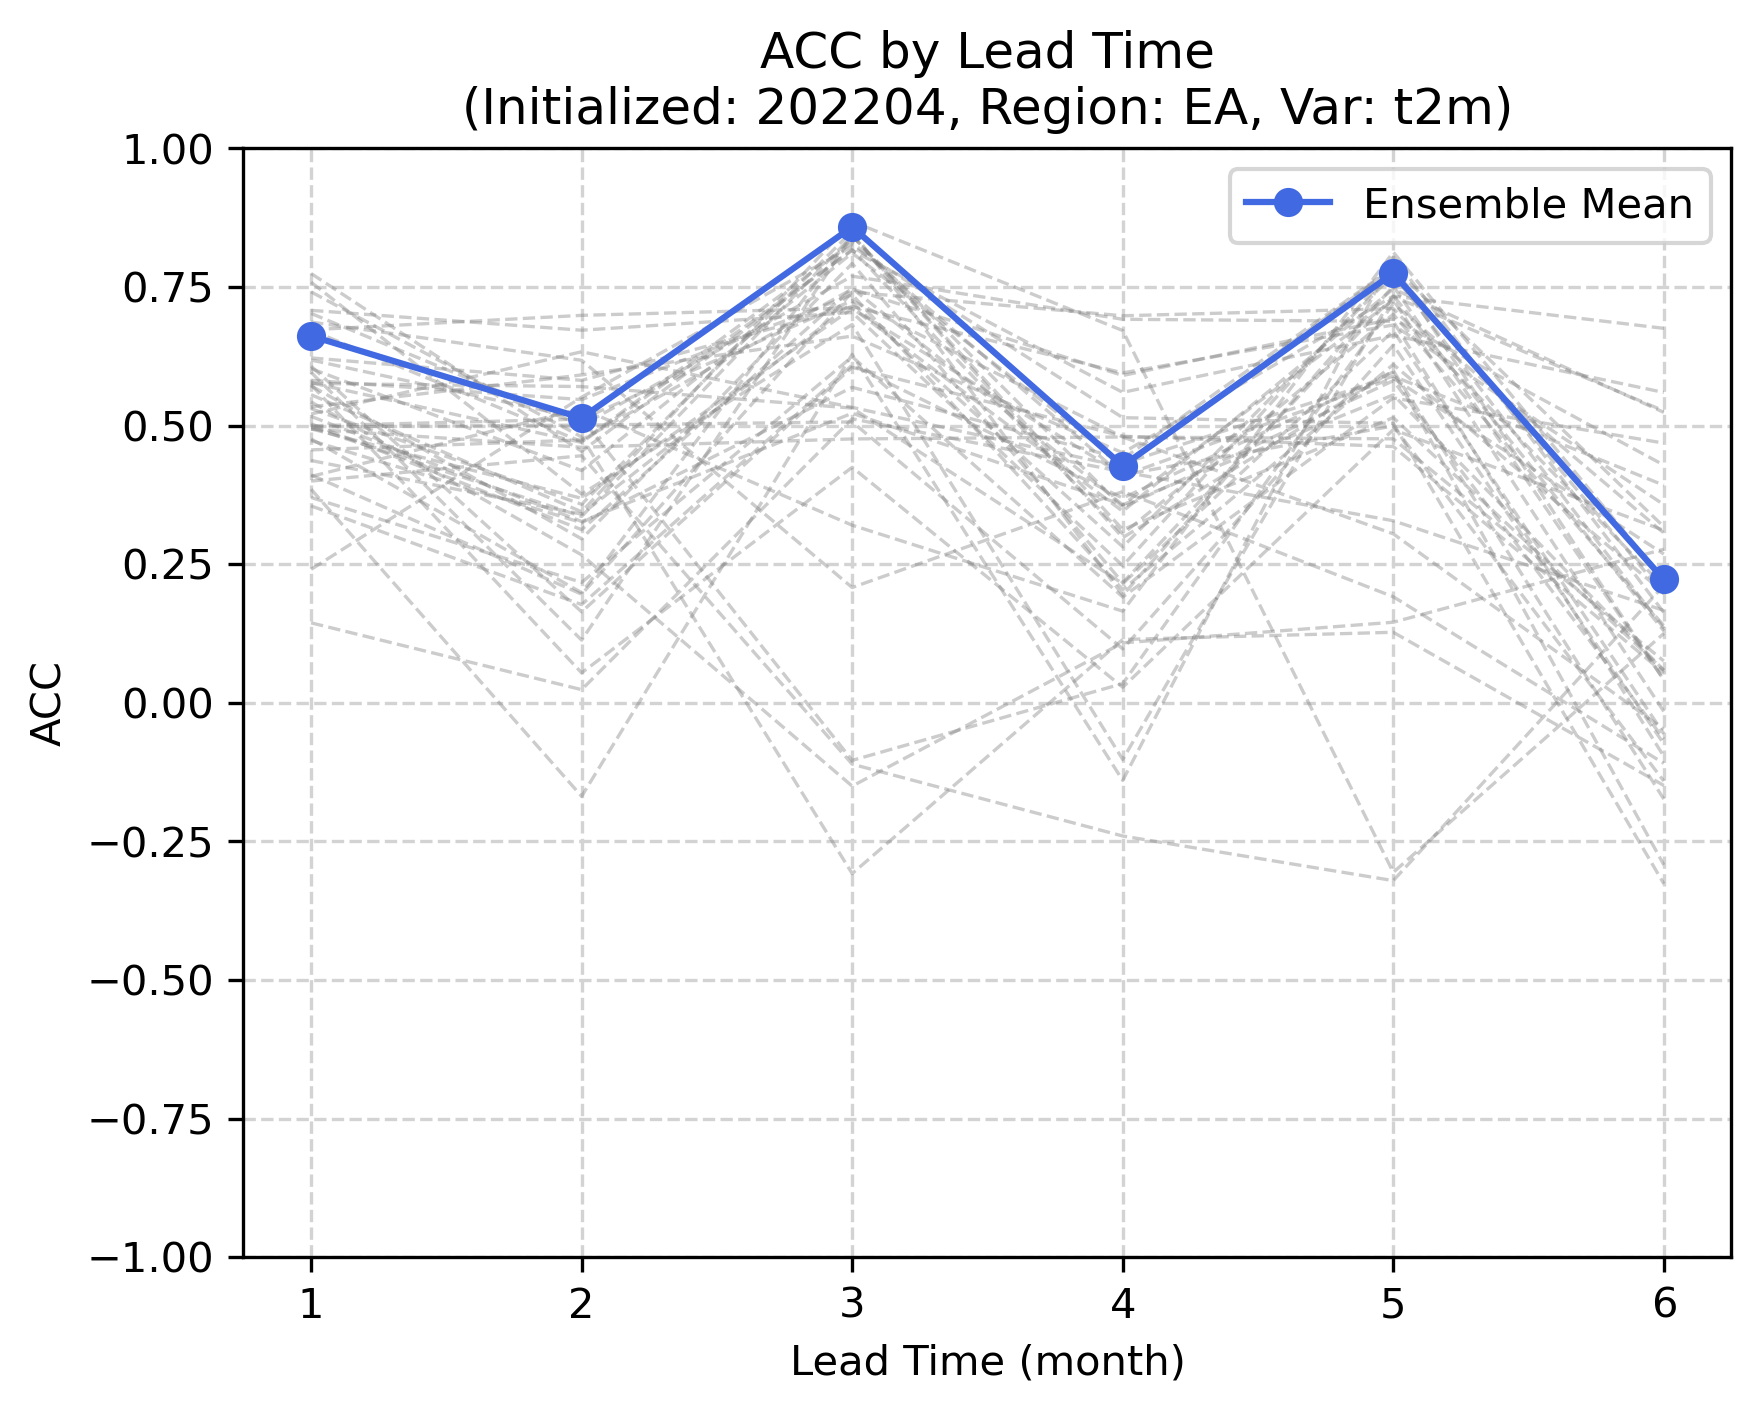 ACC by Lead Time
(Initialized: 202204, Region: EA, Var: t2m)
Ensemble Mean
1.00
0.75
0.50
0.25
0.00
−0.25
−0.50
−0.75
−1.00
ACC
1 2 3 4 5 6
Lead Time (month)